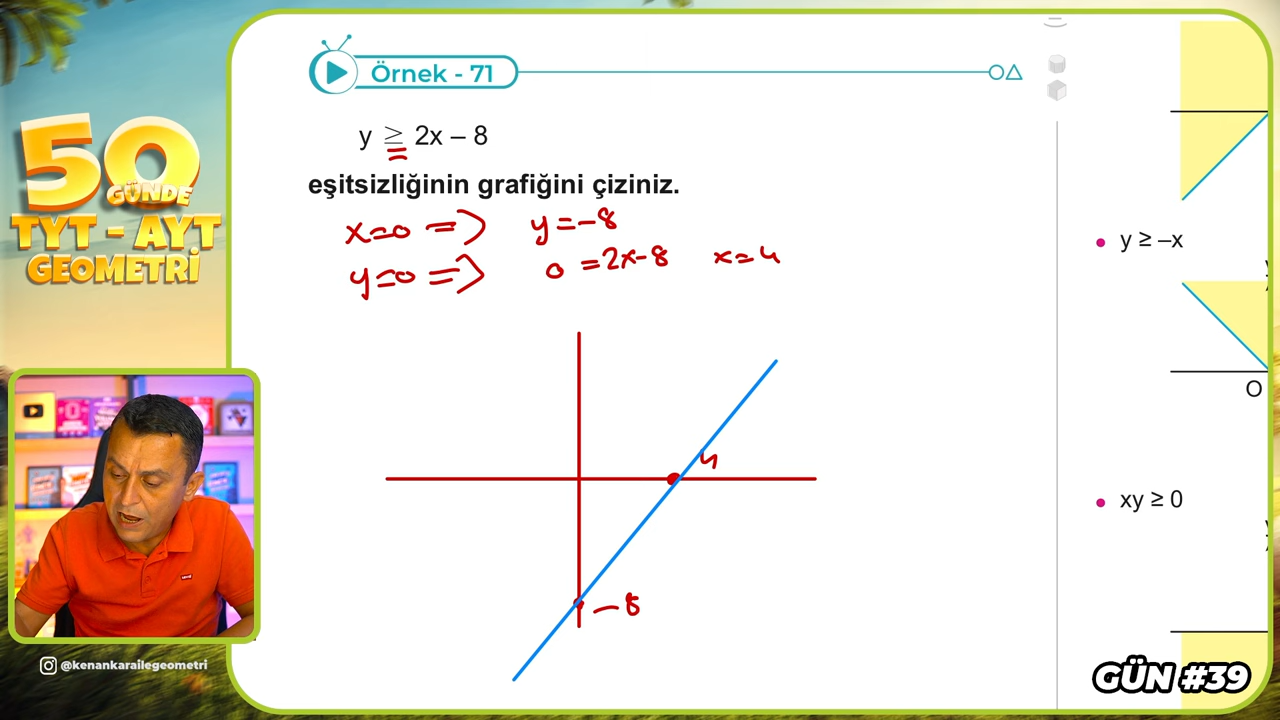 50
GÜNDE
TYT - AYT
GEOMETRİ
Örnek - 71
y ≥ 2x – 8
eşitsizliğinin grafiğini çiziniz.
x=0 => y=-8
y=0 => 0=2x-8 x=4
4
-8
• y ≥ –x
O
• xy ≥ 0
@kenankarailegeometri
GÜN #39